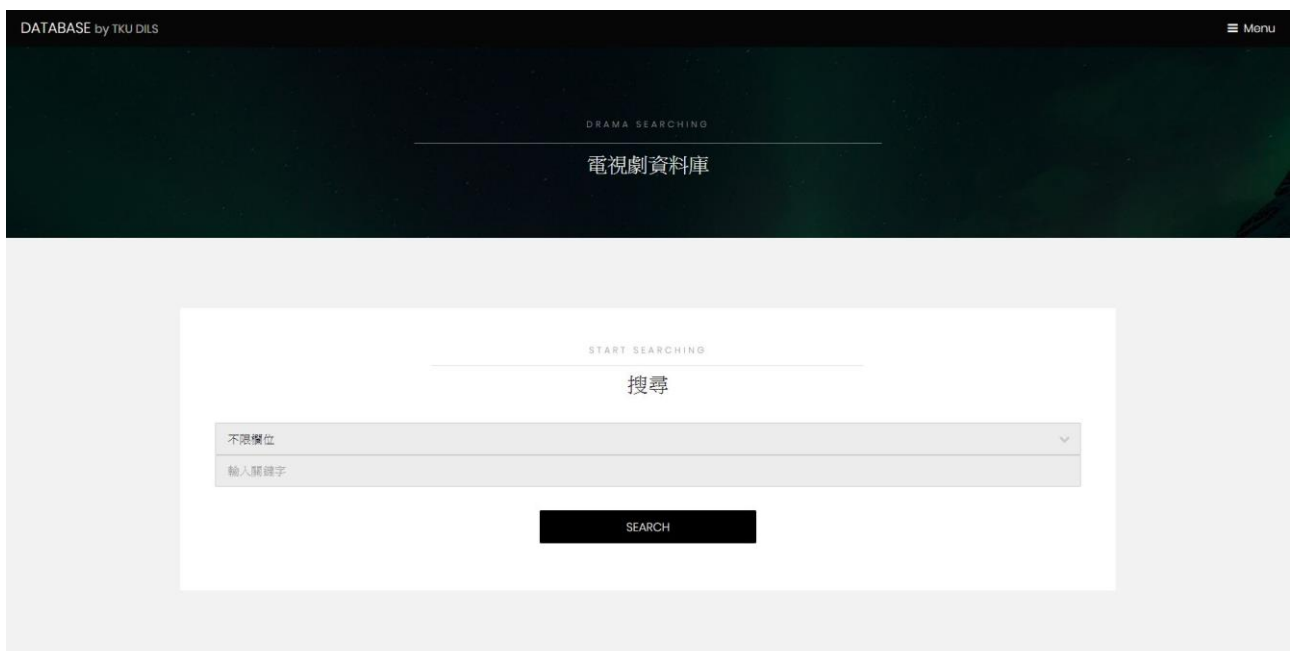 DATABASE by TKU DILS
Menu
DRAMA SEARCHING
電視劇資料庫
START SEARCHING
搜尋
不限欄位
輸入關鍵字
SEARCH